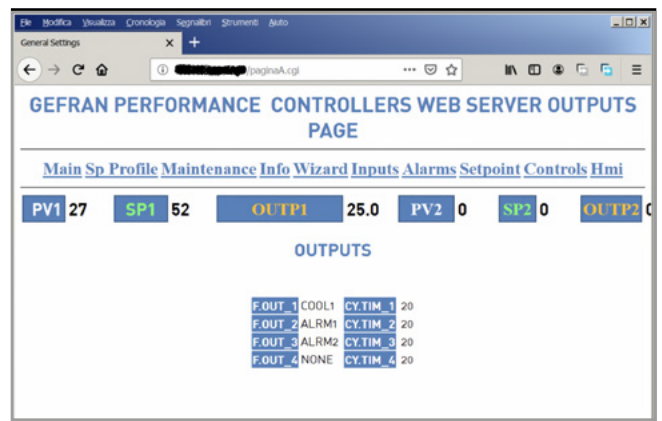 File Modifica Visualizza Cronologia Segnalibri Strumenti Aiuto
General Settings
/paginaA.cgi
GEFRAN PERFORMANCE CONTROLLERS WEB SERVER OUTPUTS
PAGE
Main Sp Profile Maintenance Info Wizard Inputs Alarms Setpoint Controls Hmi
PV1 27 SP1 52 OUTP1 25.0 PV2 0 SP2 0 OUTP2
OUTPUTS
F.OUT_1 COOL1 CY.TIM_1 20
F.OUT_2 ALRM1 CY.TIM_2 20
F.OUT_3 ALRM2 CY.TIM_3 20
F.OUT_4 NONE CY.TIM_4 20